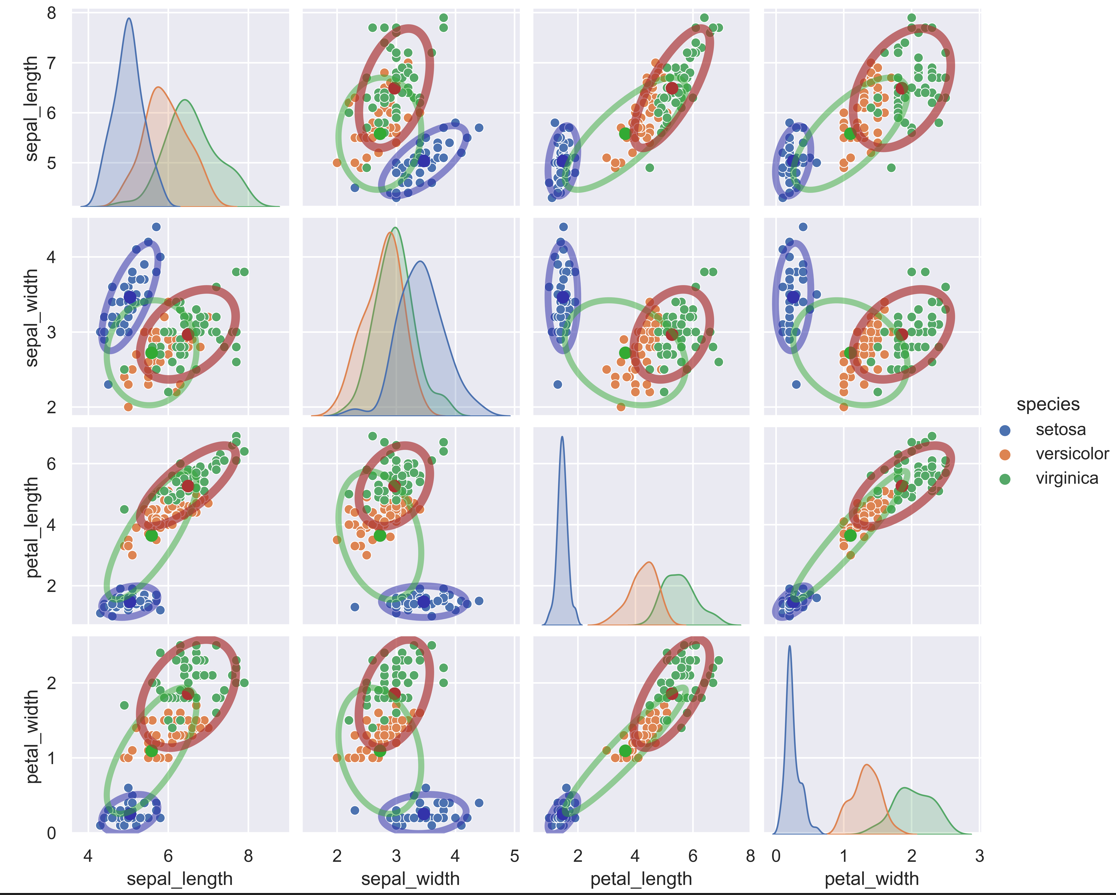 8
7
6
5
sepal_length
4
3
2
sepal_width
species
setosa
versicolor
virginica
6
4
2
petal_length
2
1
0
petal_width
4 6 8
2 3 4 5
2 4 6 8
0 1 2 3
sepal_length
sepal_width
petal_length
petal_width